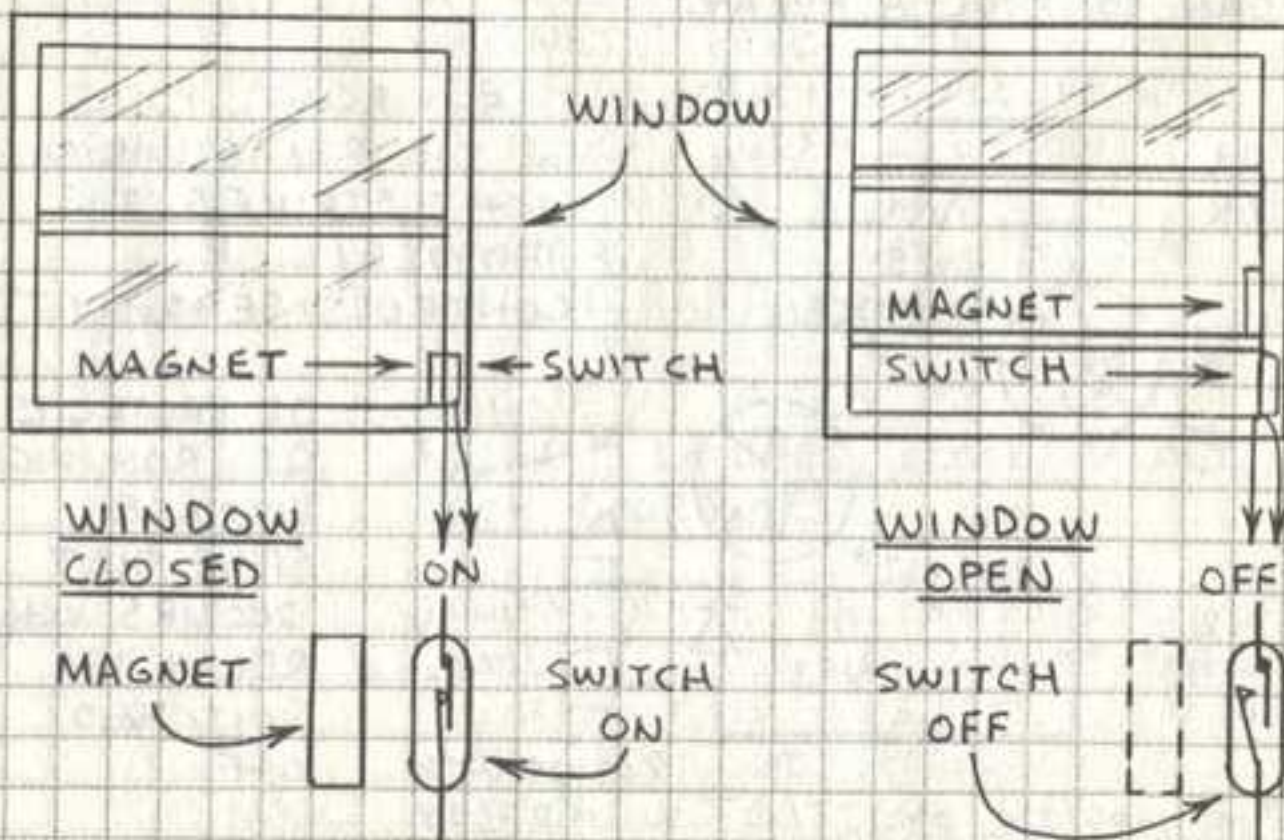 WINDOW
MAGNET
SWITCH
MAGNET
SWITCH
WINDOW
CLOSED
ON
WINDOW
OPEN
OFF
MAGNET
SWITCH
ON
SWITCH
OFF